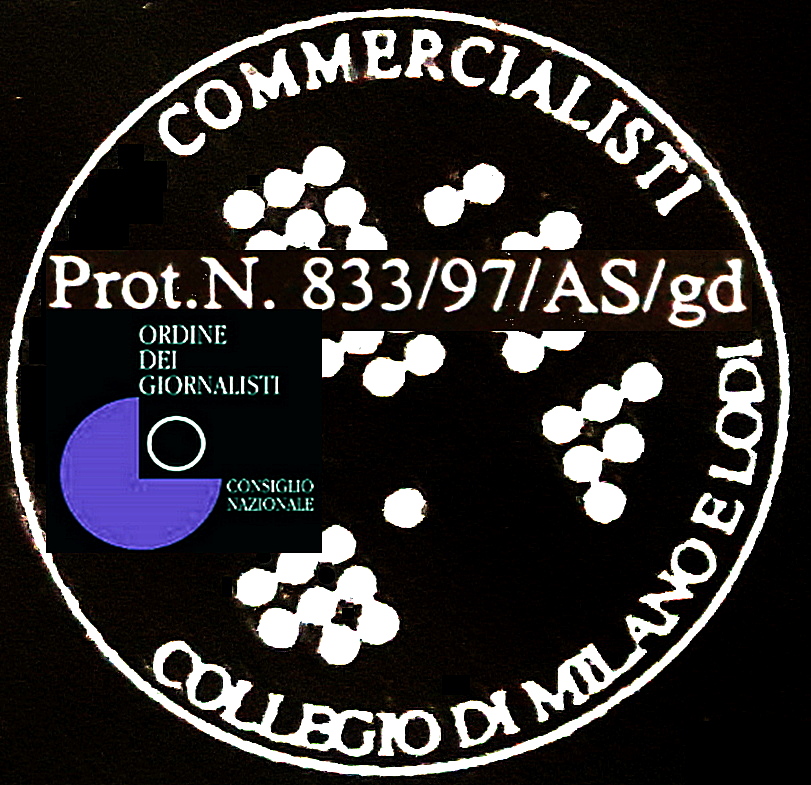 COMMERCIALISTI
Prot.N. 833/97/AS/gd
ORDINE
DEI
GIORNALISTI
CONSIGLIO
NAZIONALE
COLLEGIO DI MILANO E LODI